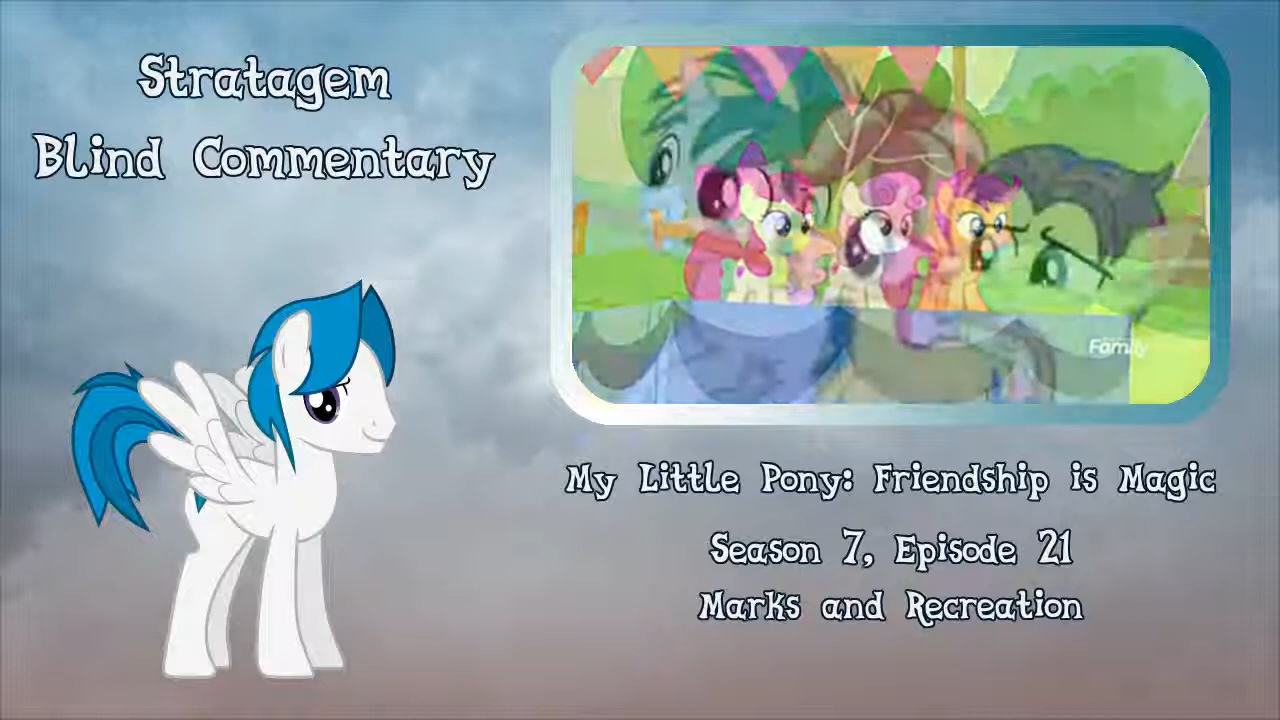 Stratagem
Blind Commentary
Family
My Little Pony: Friendship is Magic
Season 7, Episode 21
Marks and Recreation